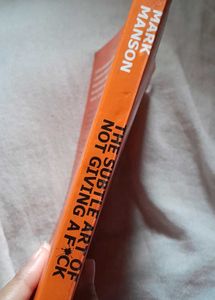 MARK
MANSON
THE SUBTLE ART OF
NOT GIVING A F*CK